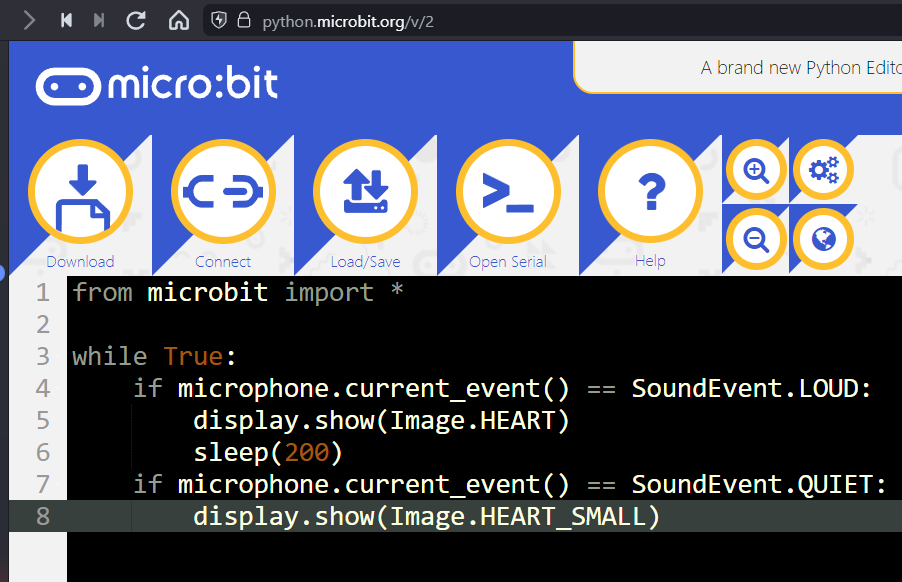 python.microbit.org/v/2
micro:bit
A brand new Python Edito
Download
Connect
Load/Save
Open Serial
Help
1 from microbit import *
2
3 while True:
4     if microphone.current_event() == SoundEvent.LOUD:
5         display.show(Image.HEART)
6         sleep(200)
7     if microphone.current_event() == SoundEvent.QUIET:
8         display.show(Image.HEART_SMALL)